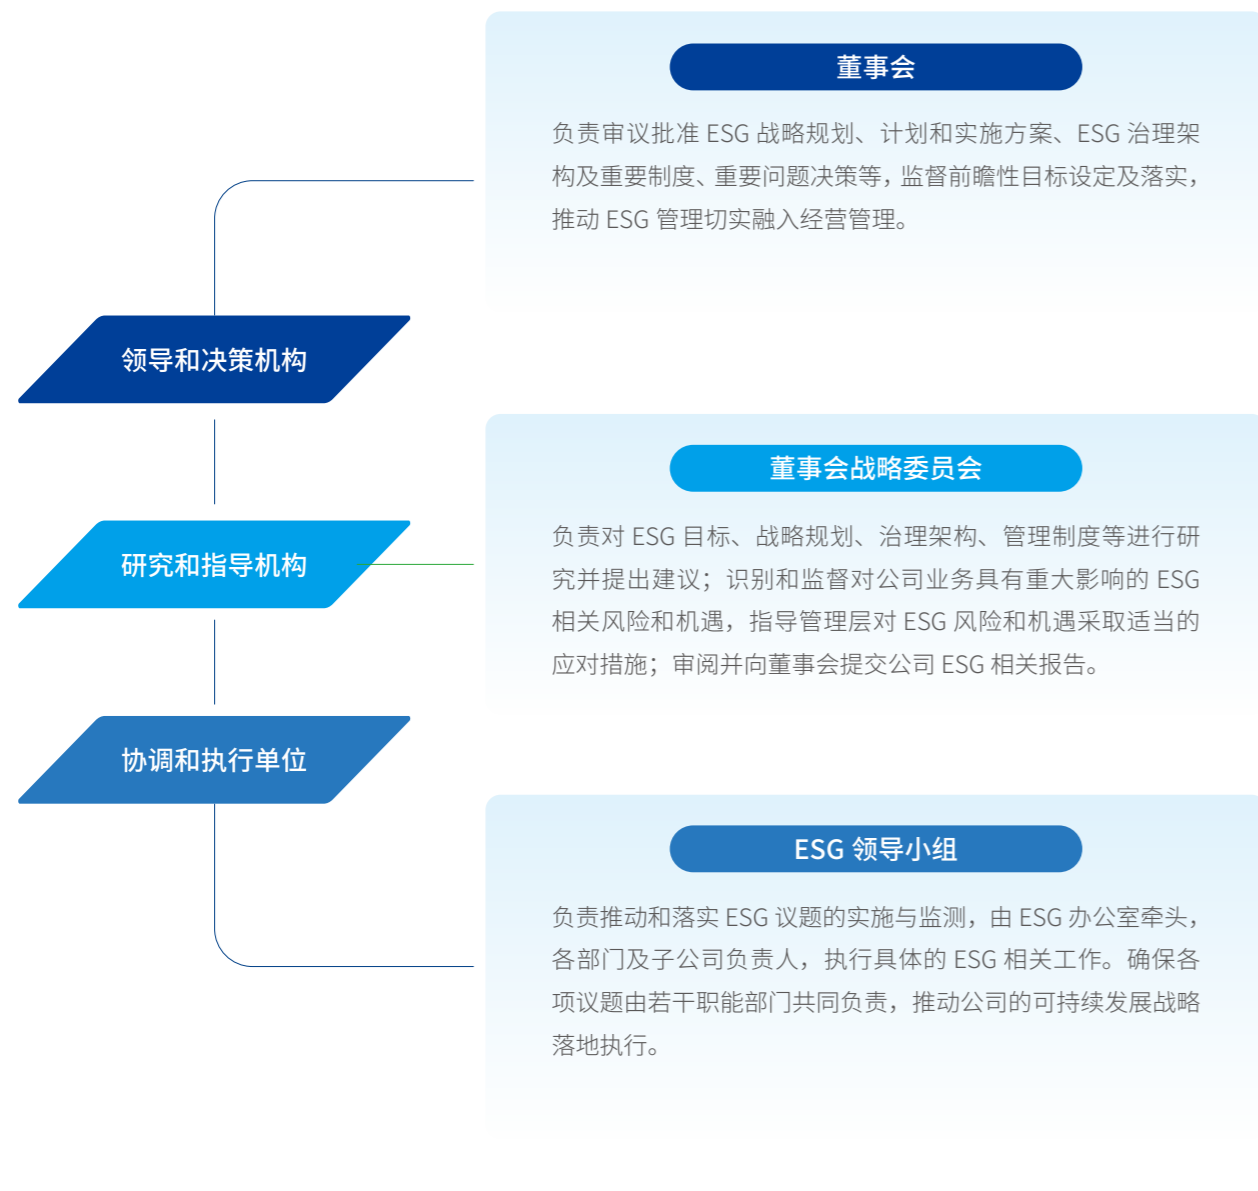 董事会
负责审议批准 ESG 战略规划、计划和实施方案、ESG 治理架
构及重要制度、重要问题决策等，监督前瞻性目标设定及落实，
推动 ESG 管理切实融入经营管理。
领导和决策机构
董事会战略委员会
负责对 ESG 目标、战略规划、治理架构、管理制度等进行研
究并提出建议；识别和监督对公司业务具有重大影响的 ESG
相关风险和机遇，指导管理层对 ESG 风险和机遇采取适当的
应对措施；审阅并向董事会提交公司 ESG 相关报告。
研究和指导机构
协调和执行单位
ESG 领导小组
负责推动和落实 ESG 议题的实施与监测，由 ESG 办公室牵头，
各部门及子公司负责人，执行具体的 ESG 相关工作。确保各
项议题由若干职能部门共同负责，推动公司的可持续发展战略
落地执行。